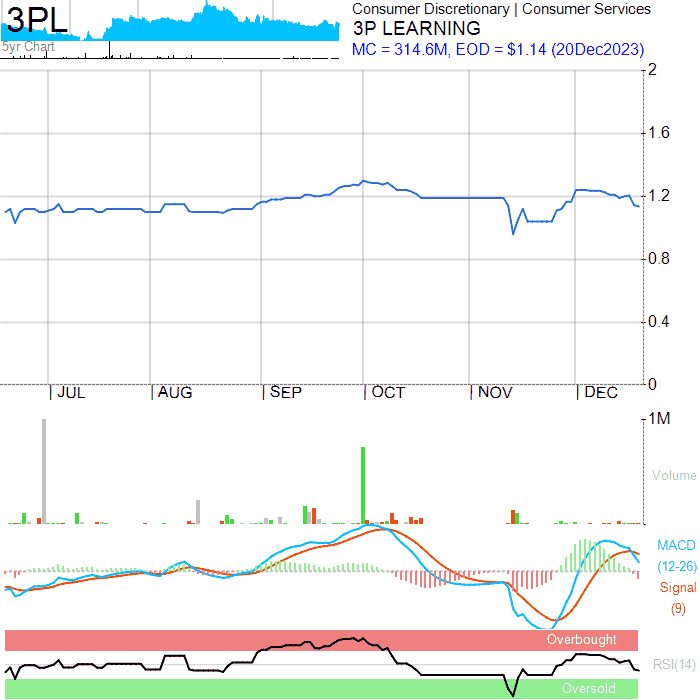 3PL
5yr Chart
Consumer Discretionary | Consumer Services
3P LEARNING
MC = 314.6M, EOD = $1.14 (20Dec2023)
2
1.6
1.2
0.8
0.4
0
JUL
AUG
SEP
OCT
NOV
DEC
1M
Volume
MACD
(12-26)
Signal
(9)
Overbought
RSI(14)
Oversold